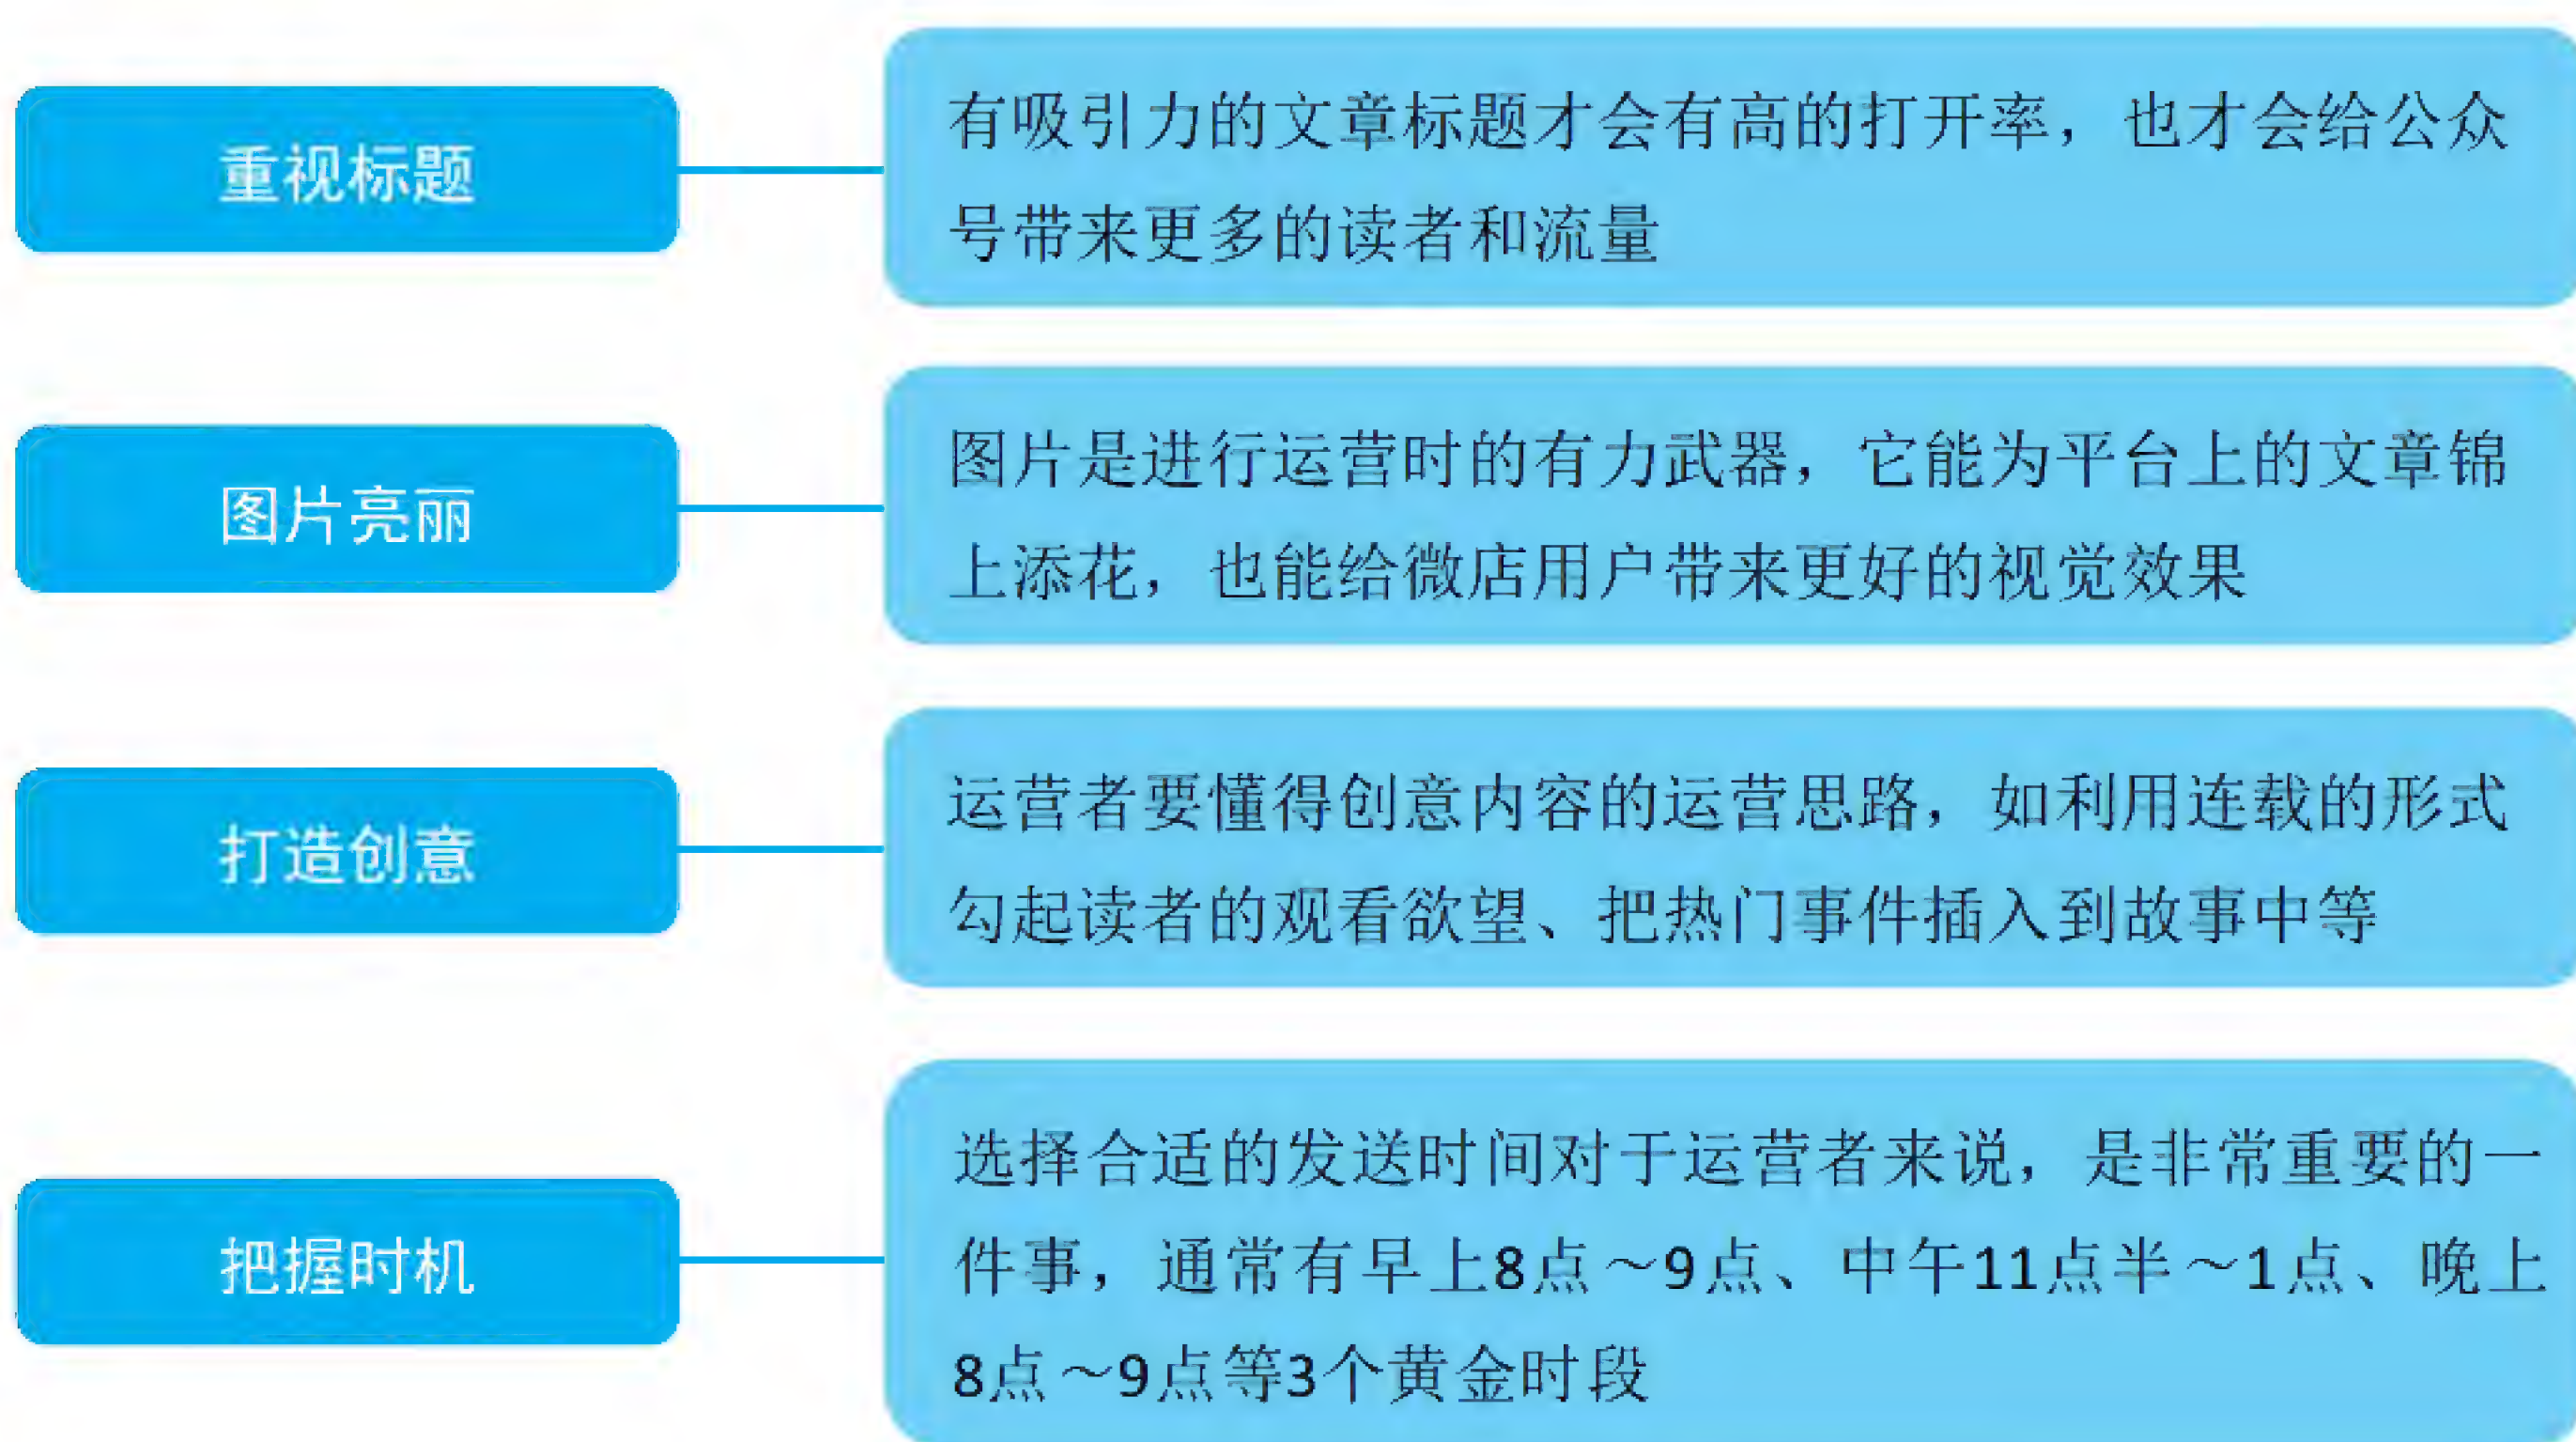 重视标题
有吸引力的文章标题才会有高的打开率，也才会给公众
号带来更多的读者和流量
图片亮丽
图片是进行运营时的有力武器，它能为平台上的文章锦
上添花，也能给微店用户带来更好的视觉效果
打造创意
运营者要懂得创意内容的运营思路，如利用连载的形式
勾起读者的观看欲望、把热门事件插入到故事中等
把握时机
选择合适的发送时间对于运营者来说，是非常重要的一
件事，通常有早上8点～9点、中午11点半～1点、晚上
8点～9点等3个黄金时段